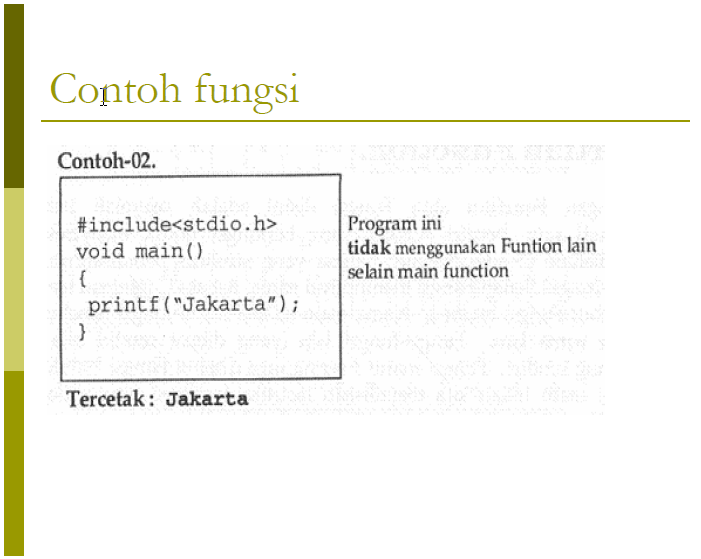 Contoh fungsi
Contoh-02.
#include<stdio.h>
void main()
{
printf("Jakarta");
}
Program ini
tidak menggunakan Funtion lain
selain main function
Tercetak : Jakarta